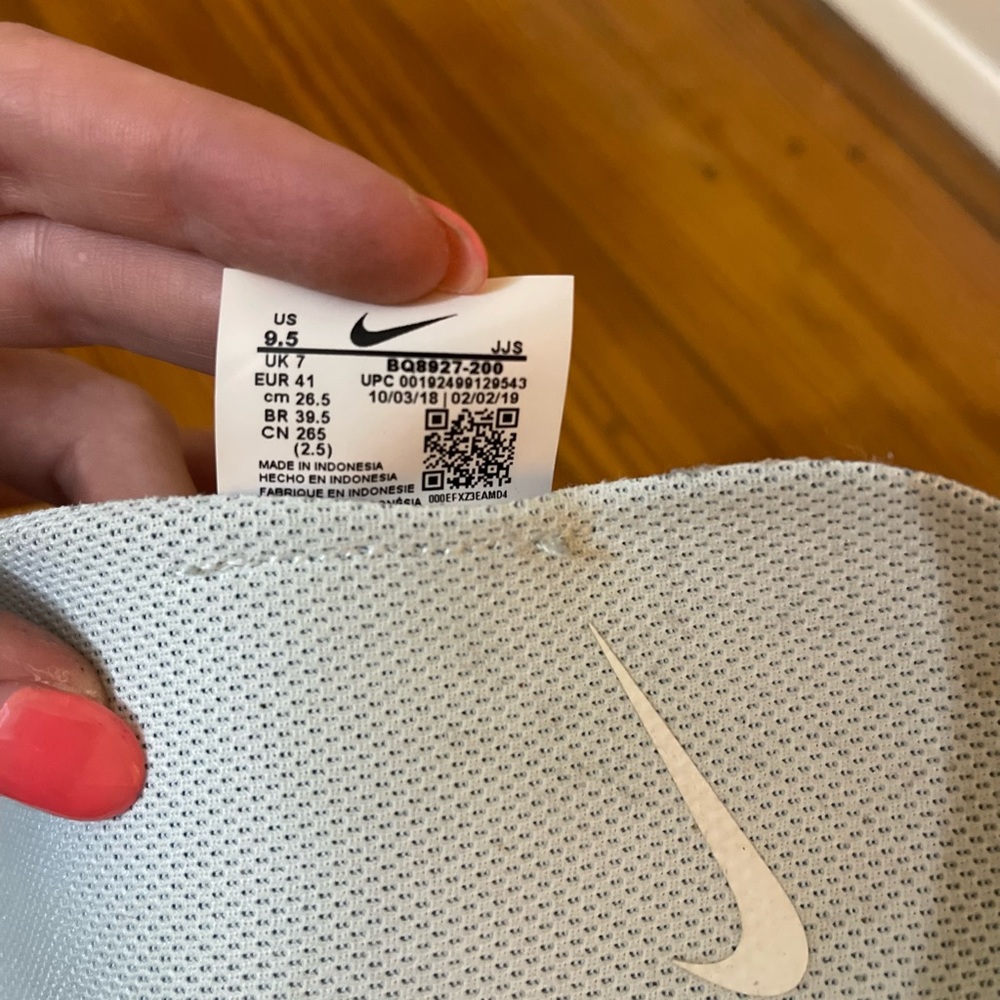 US
9.5
JJS
UK 7
BQ8927-200
EUR 41
UPC 00192499129543
cm 26.5
10/03/18 | 02/02/19
BR 39.5
CN 265
(2.5)
MADE IN INDONESIA
HECHO EN INDONESIA
FABRIQUE EN INDONESIE
000EFXZ3EAMD4